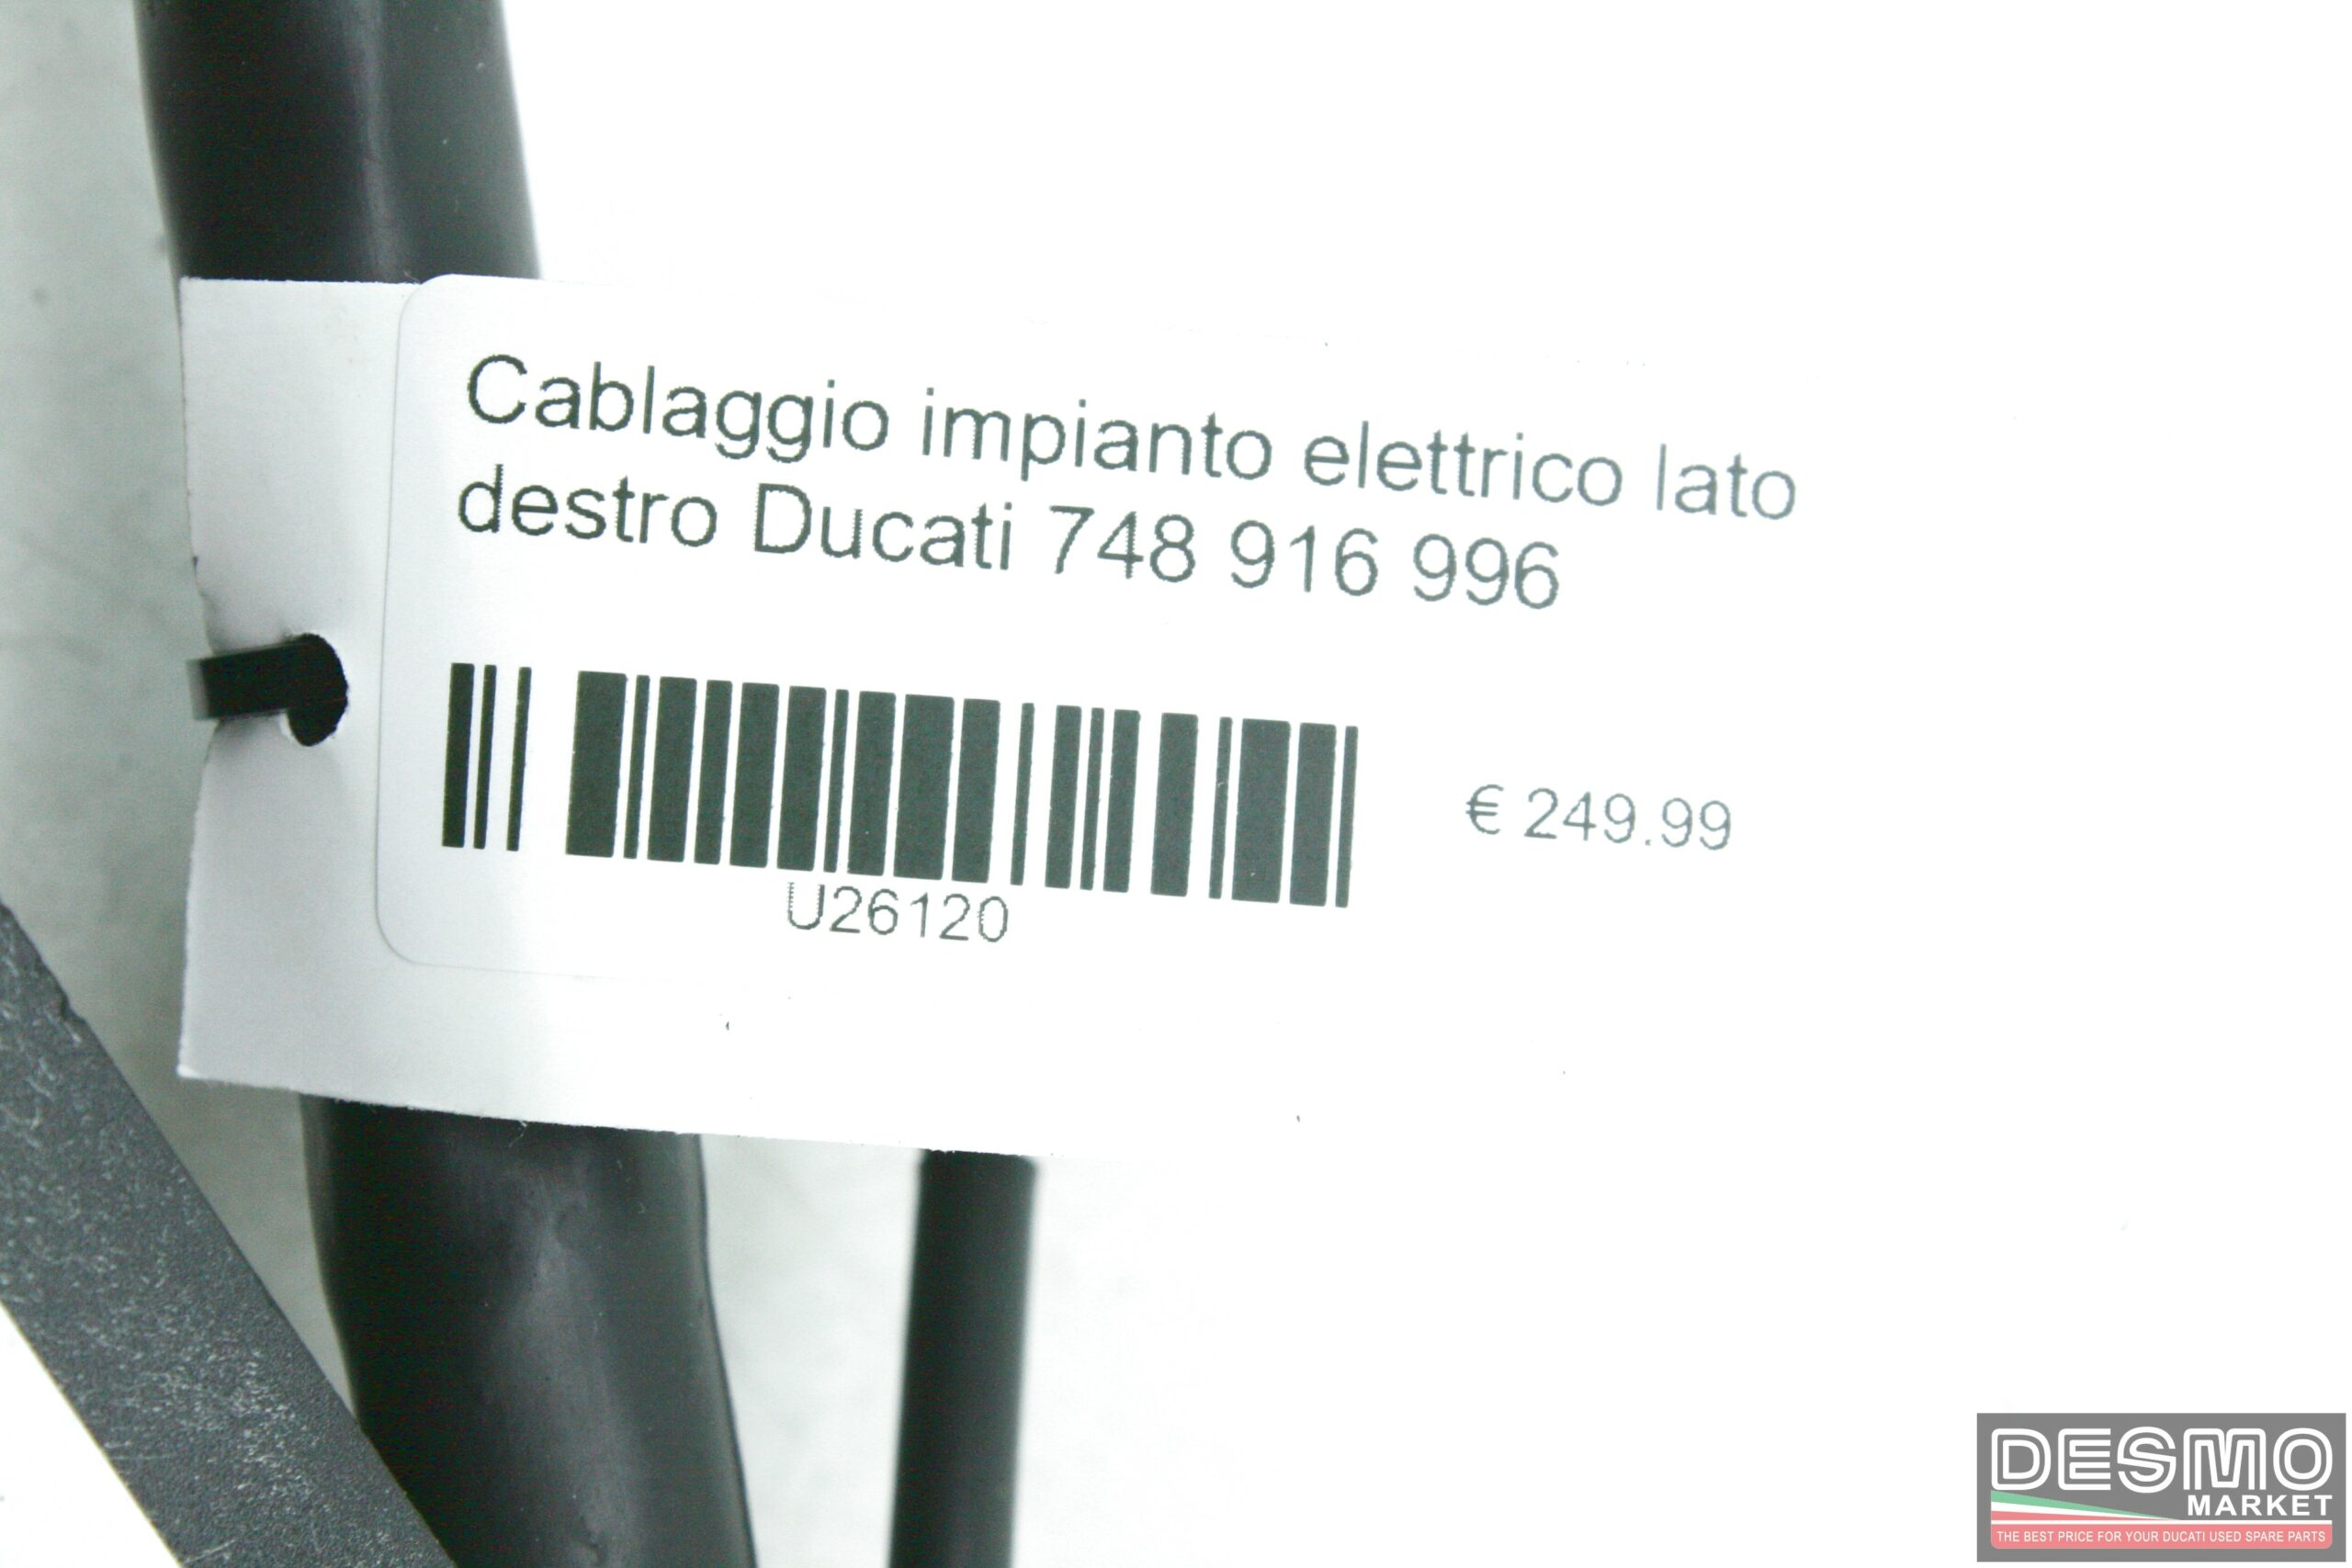 Cablaggio impianto elettrico lato
destro Ducati 748 916 996
€ 249.99
U26120
DESMO
MARKET
THE BEST PRICE FOR YOUR DUCATI USED SPARE PARTS